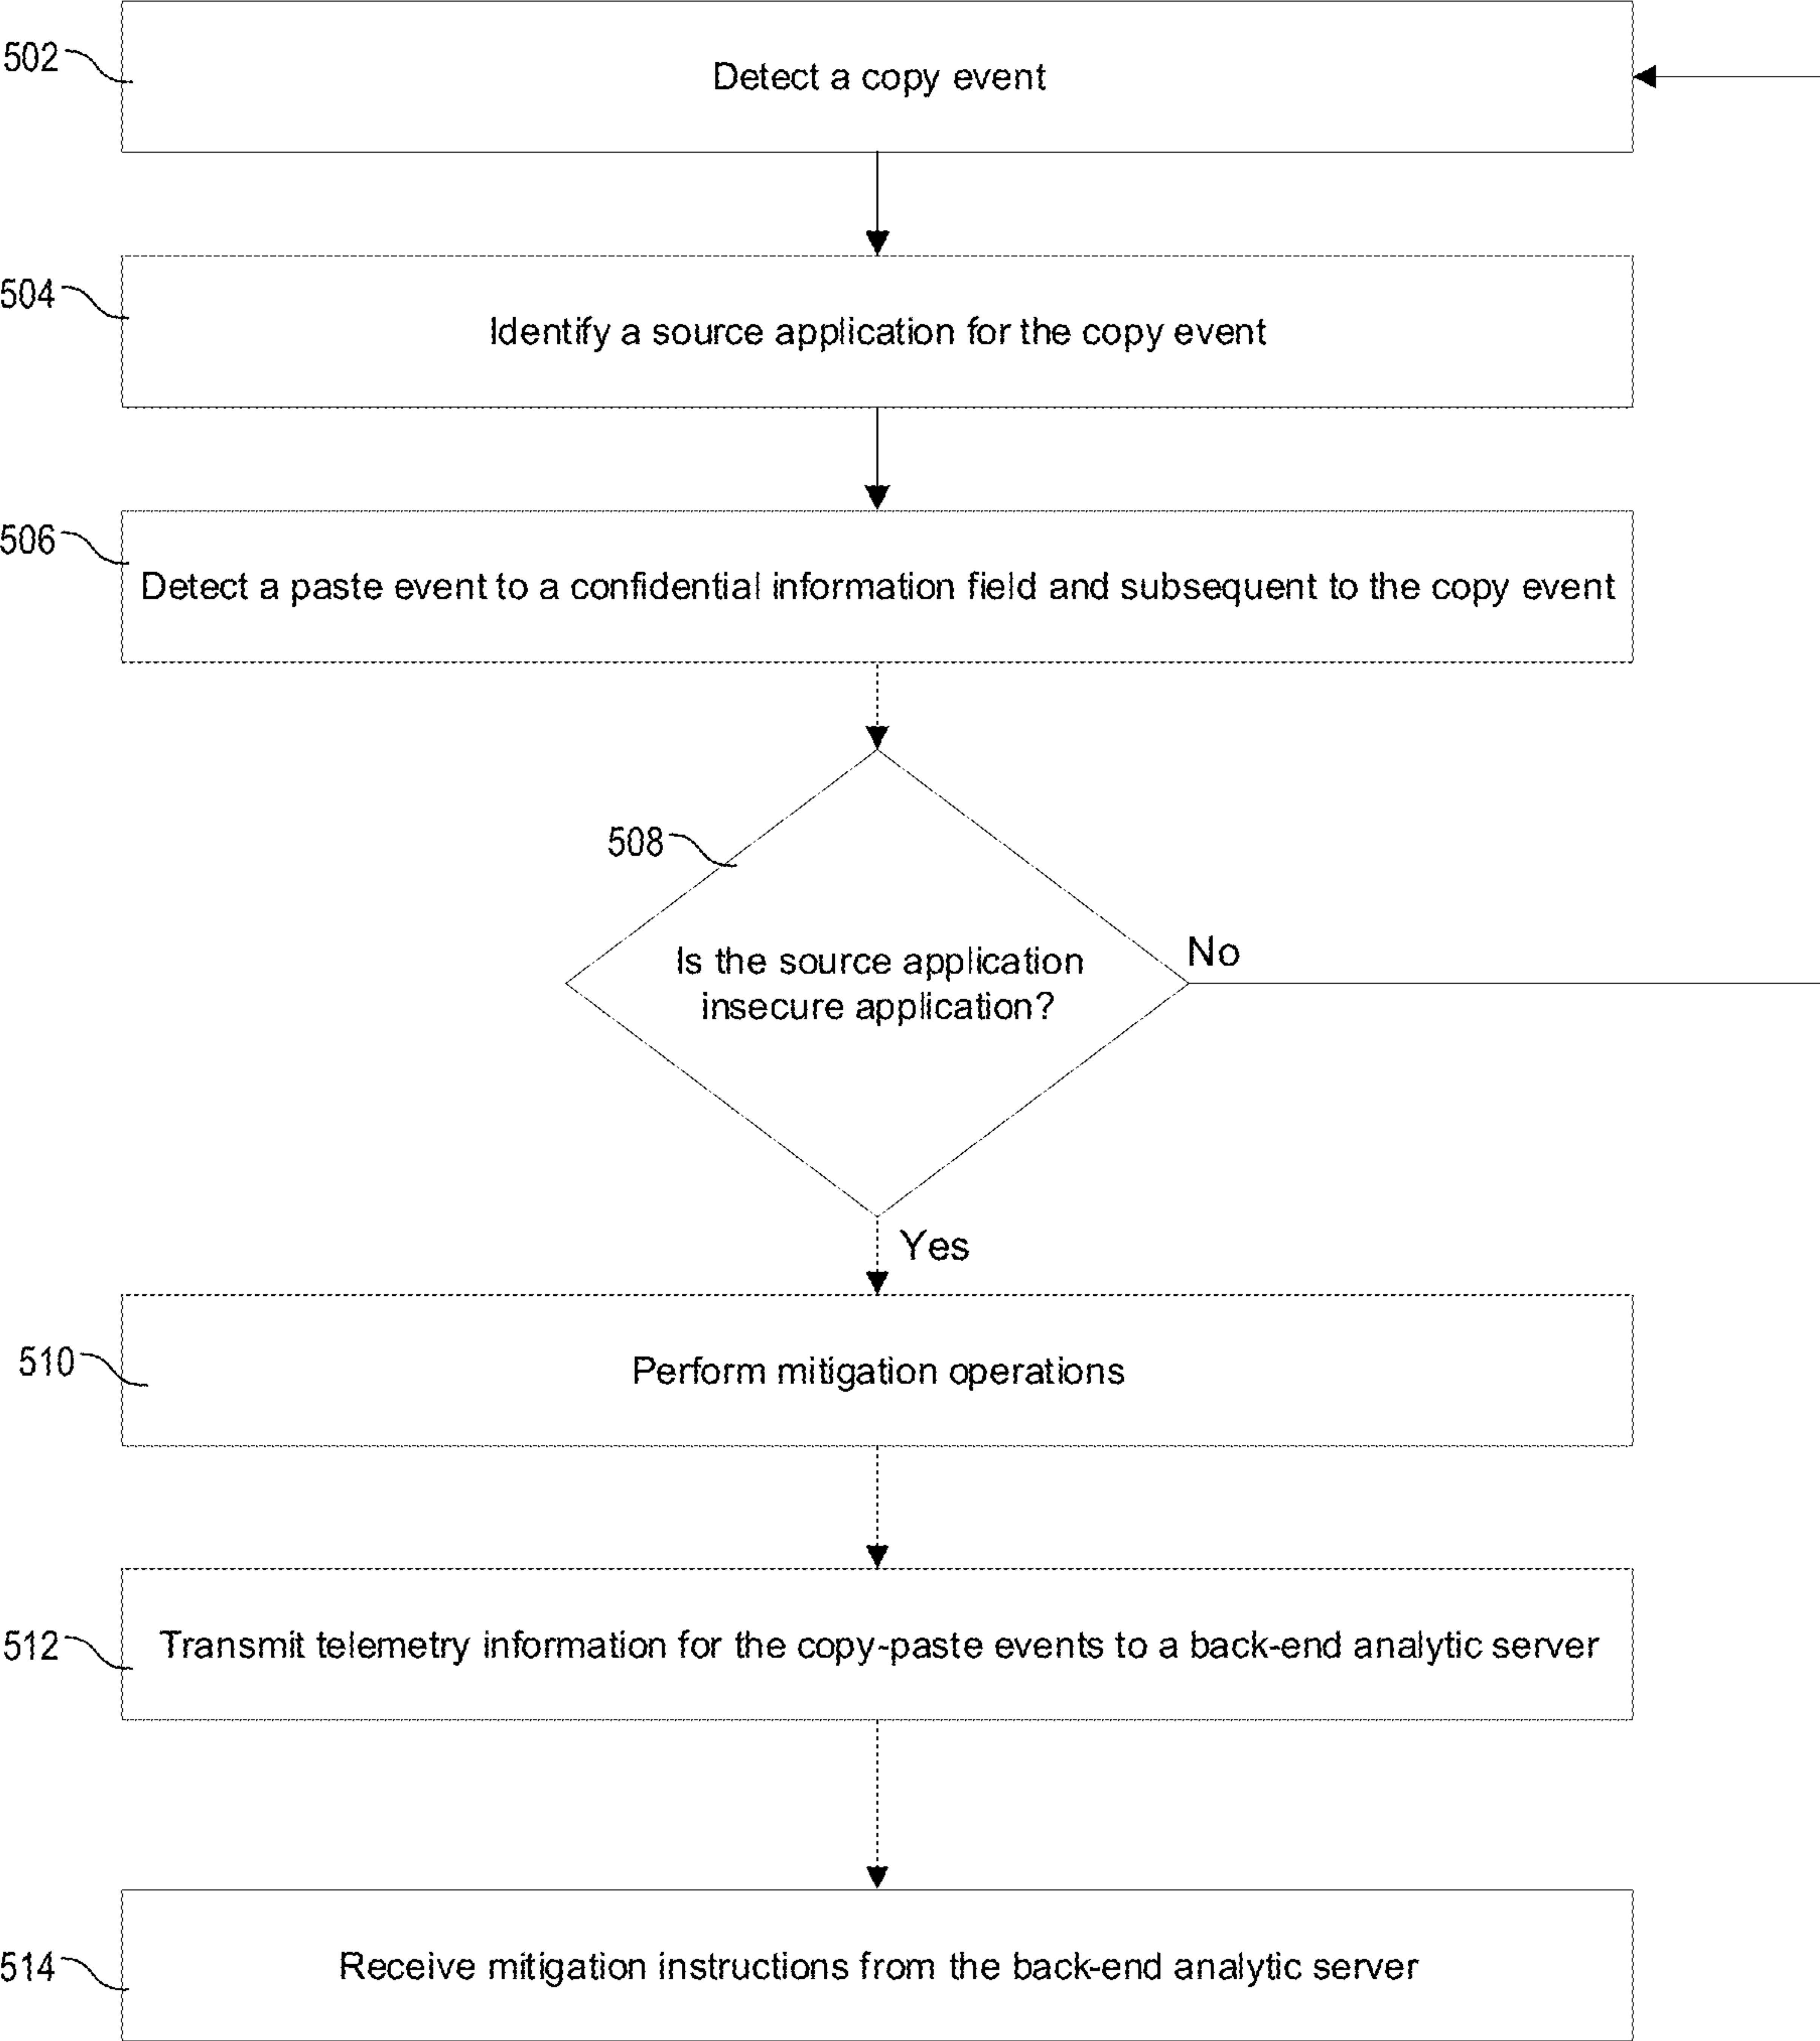 502
Detect a copy event
504
Identify a source application for the copy event
506
Detect a paste event to a confidential information field and subsequent to the copy event
508
Is the source application
insecure application?
No
Yes
510
Perform mitigation operations
512
Transmit telemetry information for the copy-paste events to a back-end analytic server
514
Receive mitigation instructions from the back-end analytic server